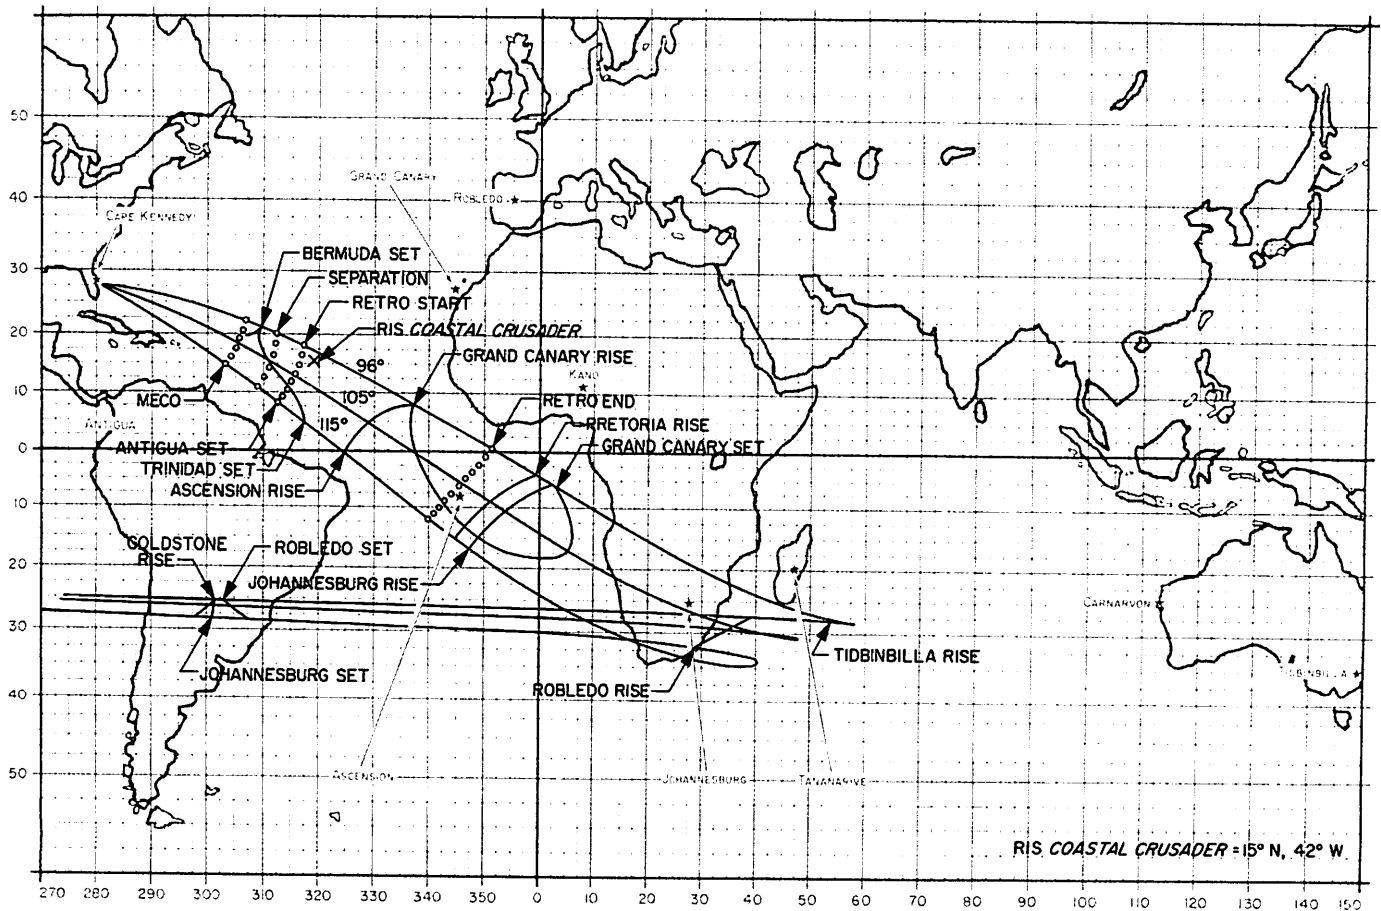 50
GRAND CANARY
40
ROBLEDO
CAPE KENNEDY
BERMUDA SET
30
SEPARATION
RETRO START
20
RIS COASTAL CRUSADER
GRAND CANARY RISE
96°
KANO
10
MECO
105°
RETRO END
ANTIGUA
115°
PRETORIA RISE
0
ANTIGUA SET
GRAND CANARY SET
TRINIDAD SET
ASCENSION RISE
10
GOLDSTONE
RISE
ROBLEDO SET
20
JOHANNESBURG RISE
CARNARVON
30
TIDBINBILLA RISE
JOHANNESBURG SET
ROBLEDO RISE
40
50
ASCENSION
JOHANNESBURG
TANANARIVE
RIS COASTAL CRUSADER = 15° N, 42° W
270 280 290 300 310 320 330 340 350 0 10 20 30 40 50 60 70 80 90 100 110 120 130 140 150